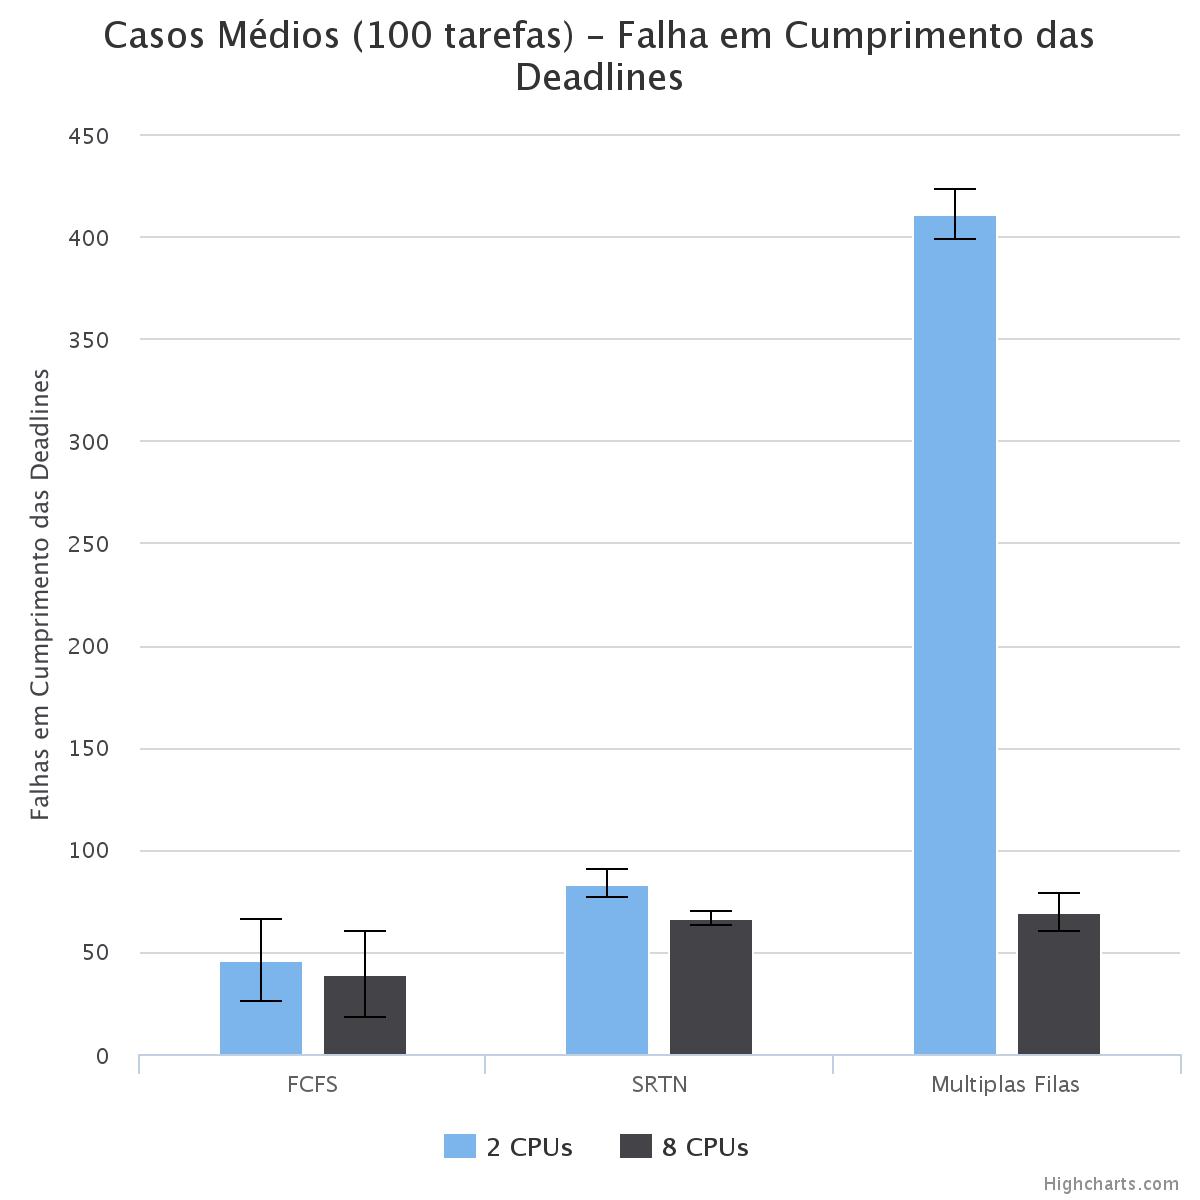 Casos Médios (100 tarefas) – Falha em Cumprimento das
Deadlines
Falhas em Cumprimento das Deadlines
450
400
350
300
250
200
150
100
50
0
FCFS
SRTN
Multiplas Filas
2 CPUs
8 CPUs
Highcharts.com